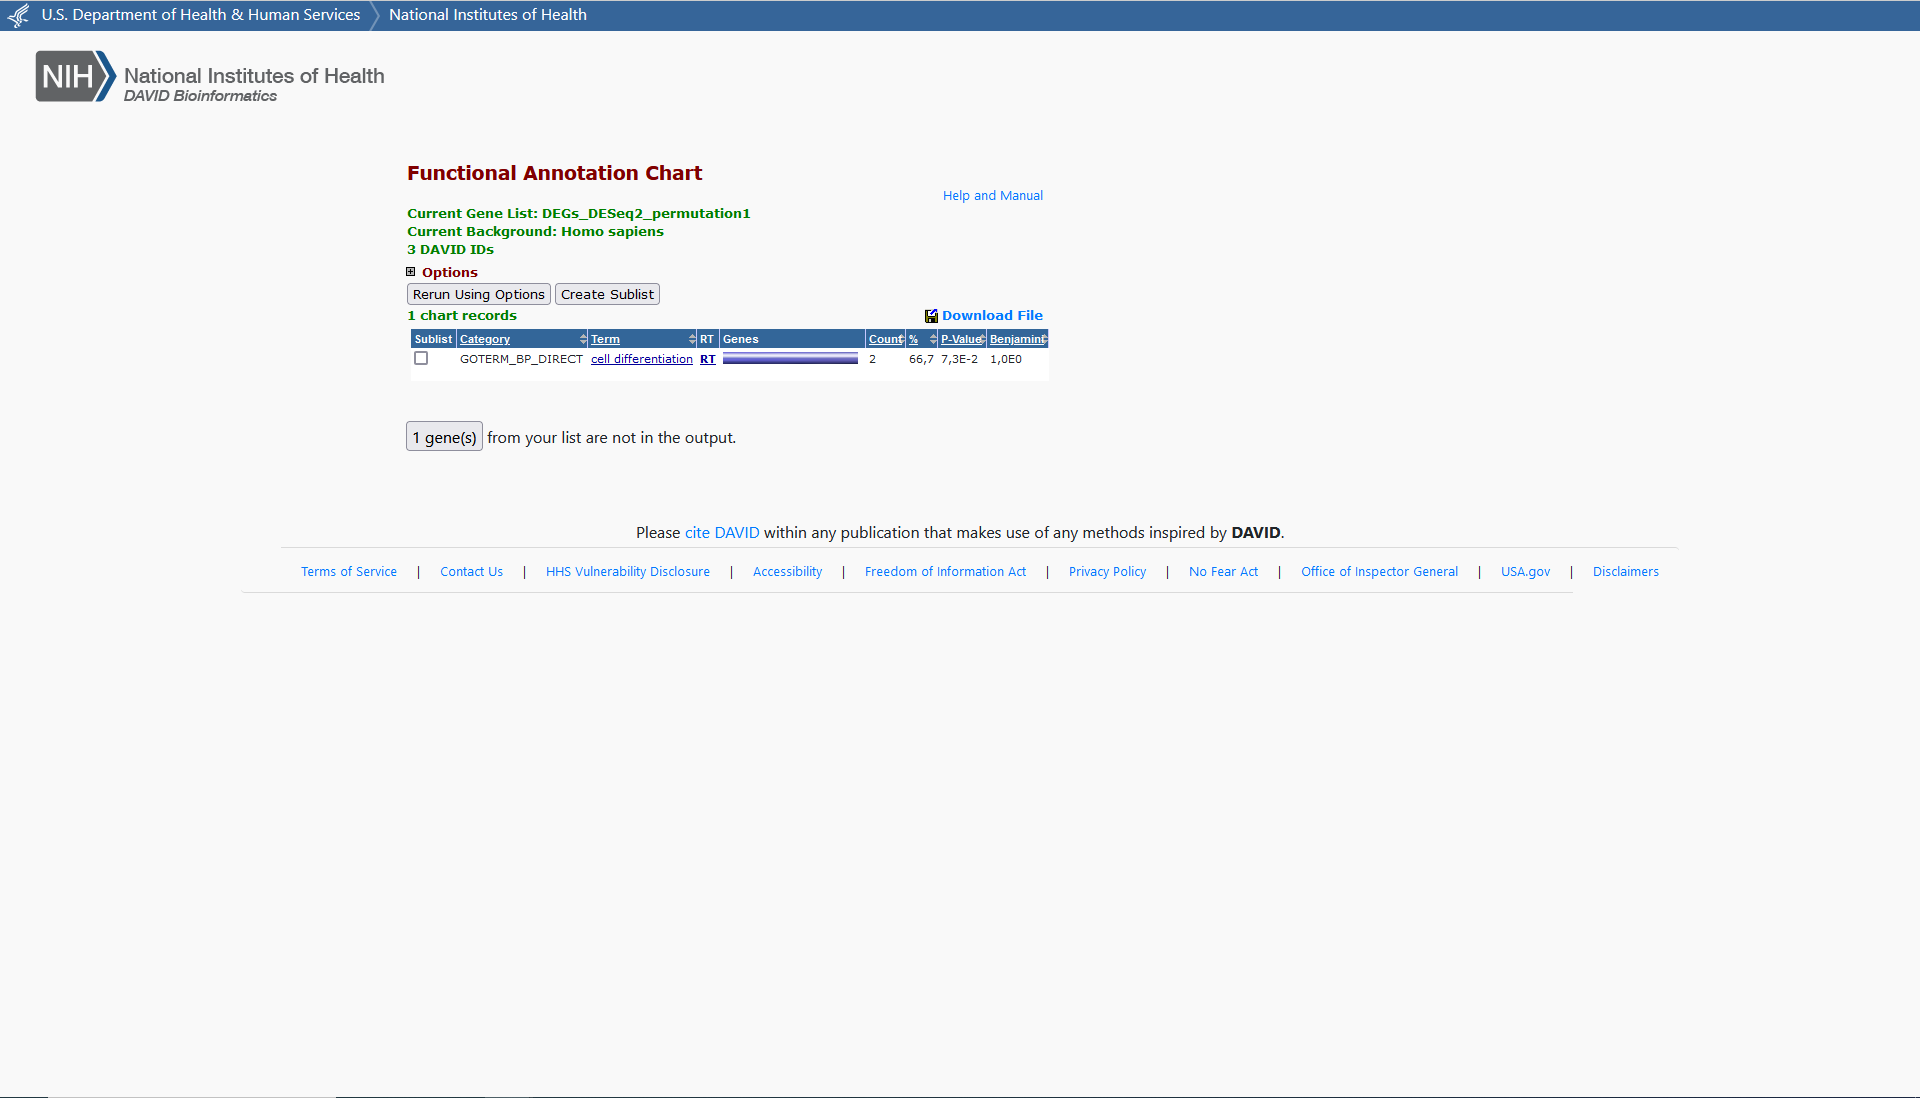 U.S. Department of Health & Human Services National Institutes of Health
NIH National Institutes of Health
DAVID Bioinformatics
Functional Annotation Chart
Help and Manual
Current Gene List: DEGs_DESeq2_permutation1
Current Background: Homo sapiens
3 DAVID IDs
Options
Rerun Using Options Create Sublist
1 chart records Download File
Sublist Category Term RT Genes Count % P-Value Benjamini
GOTERM_BP_DIRECT cell differentiation RT 2 66,7 7,3E-2 1,0E0
1 gene(s) from your list are not in the output.
Please cite DAVID within any publication that makes use of any methods inspired by DAVID.
Terms of Service | Contact Us | HHS Vulnerability Disclosure | Accessibility | Freedom of Information Act | Privacy Policy | No Fear Act | Office of Inspector General | USA.gov | Disclaimers